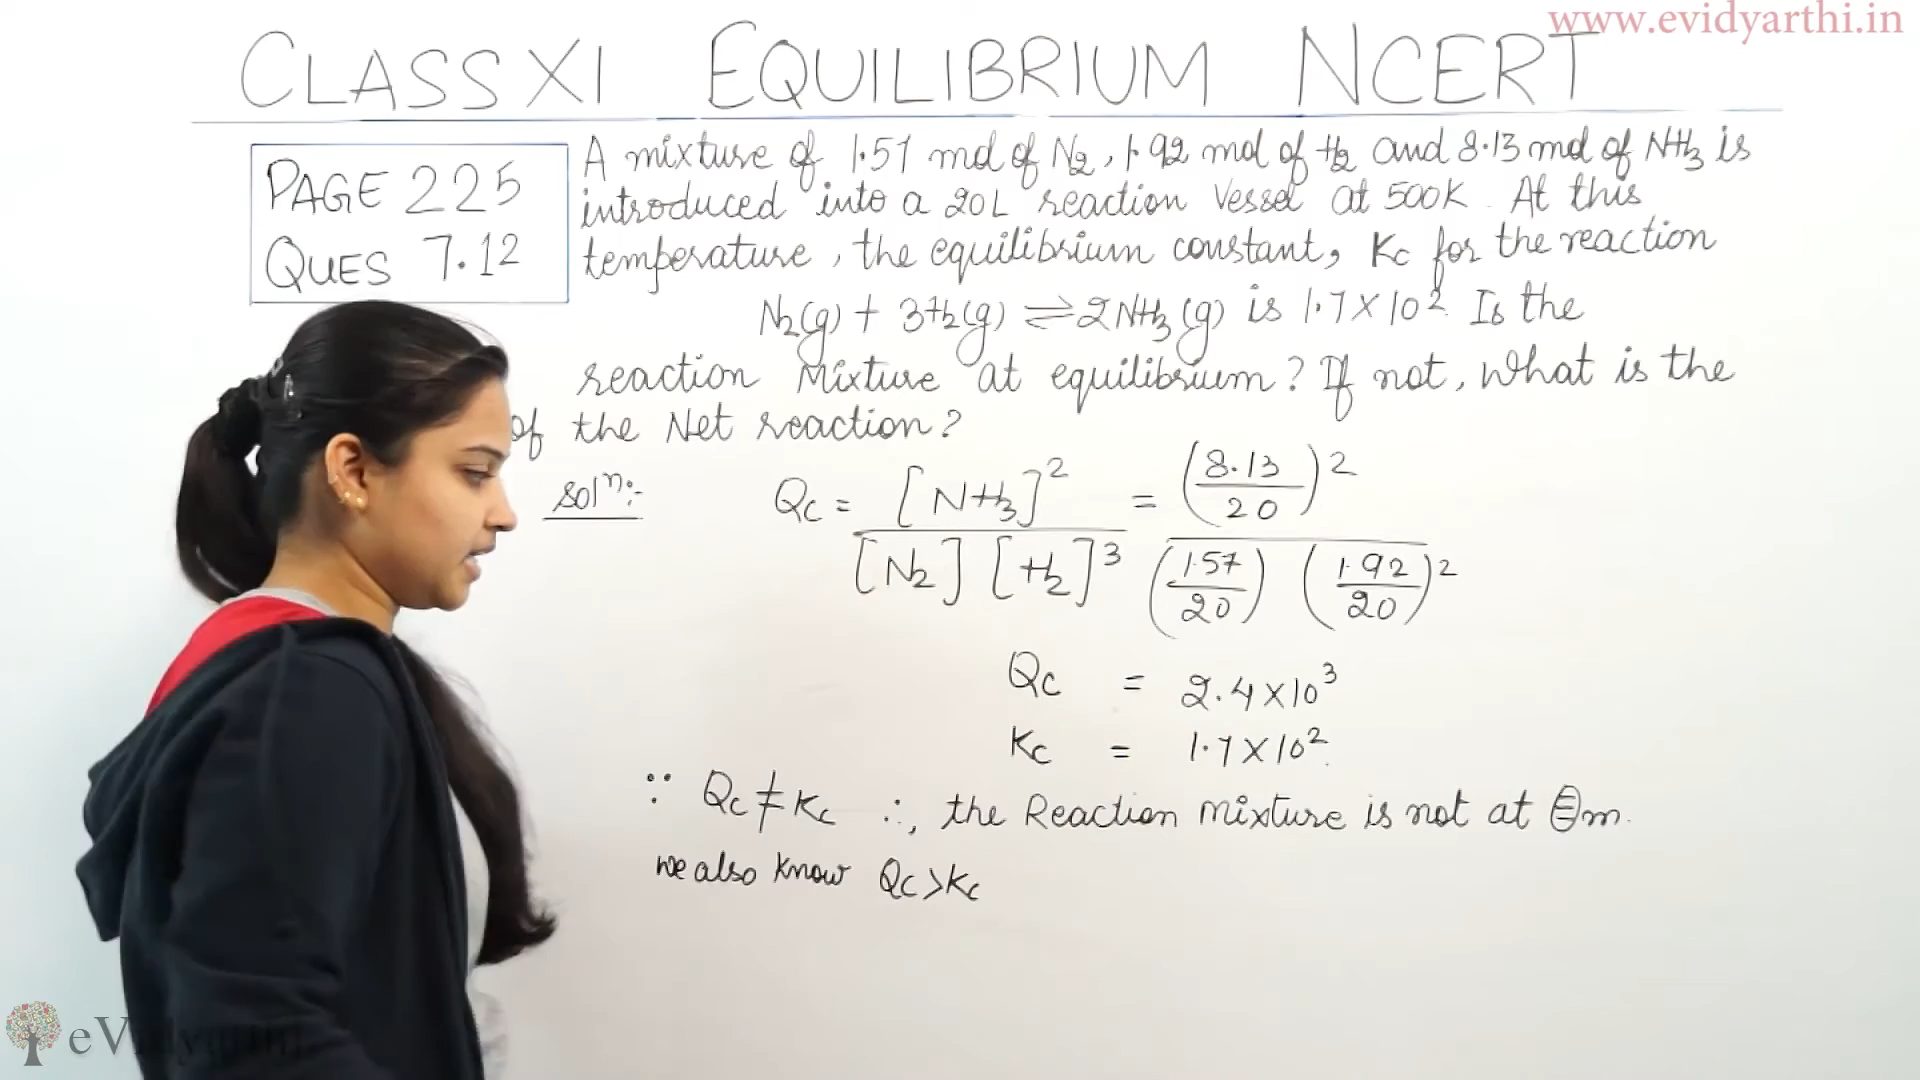 www.evidyarthi.in
CLASS XI EQUILIBRIUM NCERT
PAGE 225
QUES 7.12
A mixture of 1.57 mol of N2, 1.92 mol of H2 and 8.13 mol of NH3 is
introduced into a 20L reaction Vessel at 500K. At this
temperature, the equilibrium constant, Kc for the reaction
N2(g) + 3H2(g) ⇌ 2NH3(g) is 1.7 × 10² Is the
reaction Mixture at equilibrium? If not, What is the
of the Net reaction?
Solⁿ:-
Qc = [NH3]² / [N2] [H2]³ = (8.13/20)² / (1.57/20) (1.92/20)²
Qc = 2.4×10³
Kc = 1.7×10²
∵ Qc ≠ Kc ∴, the Reaction Mixture is not at Θm.
we also know Qc > Kc
eVidyarthi